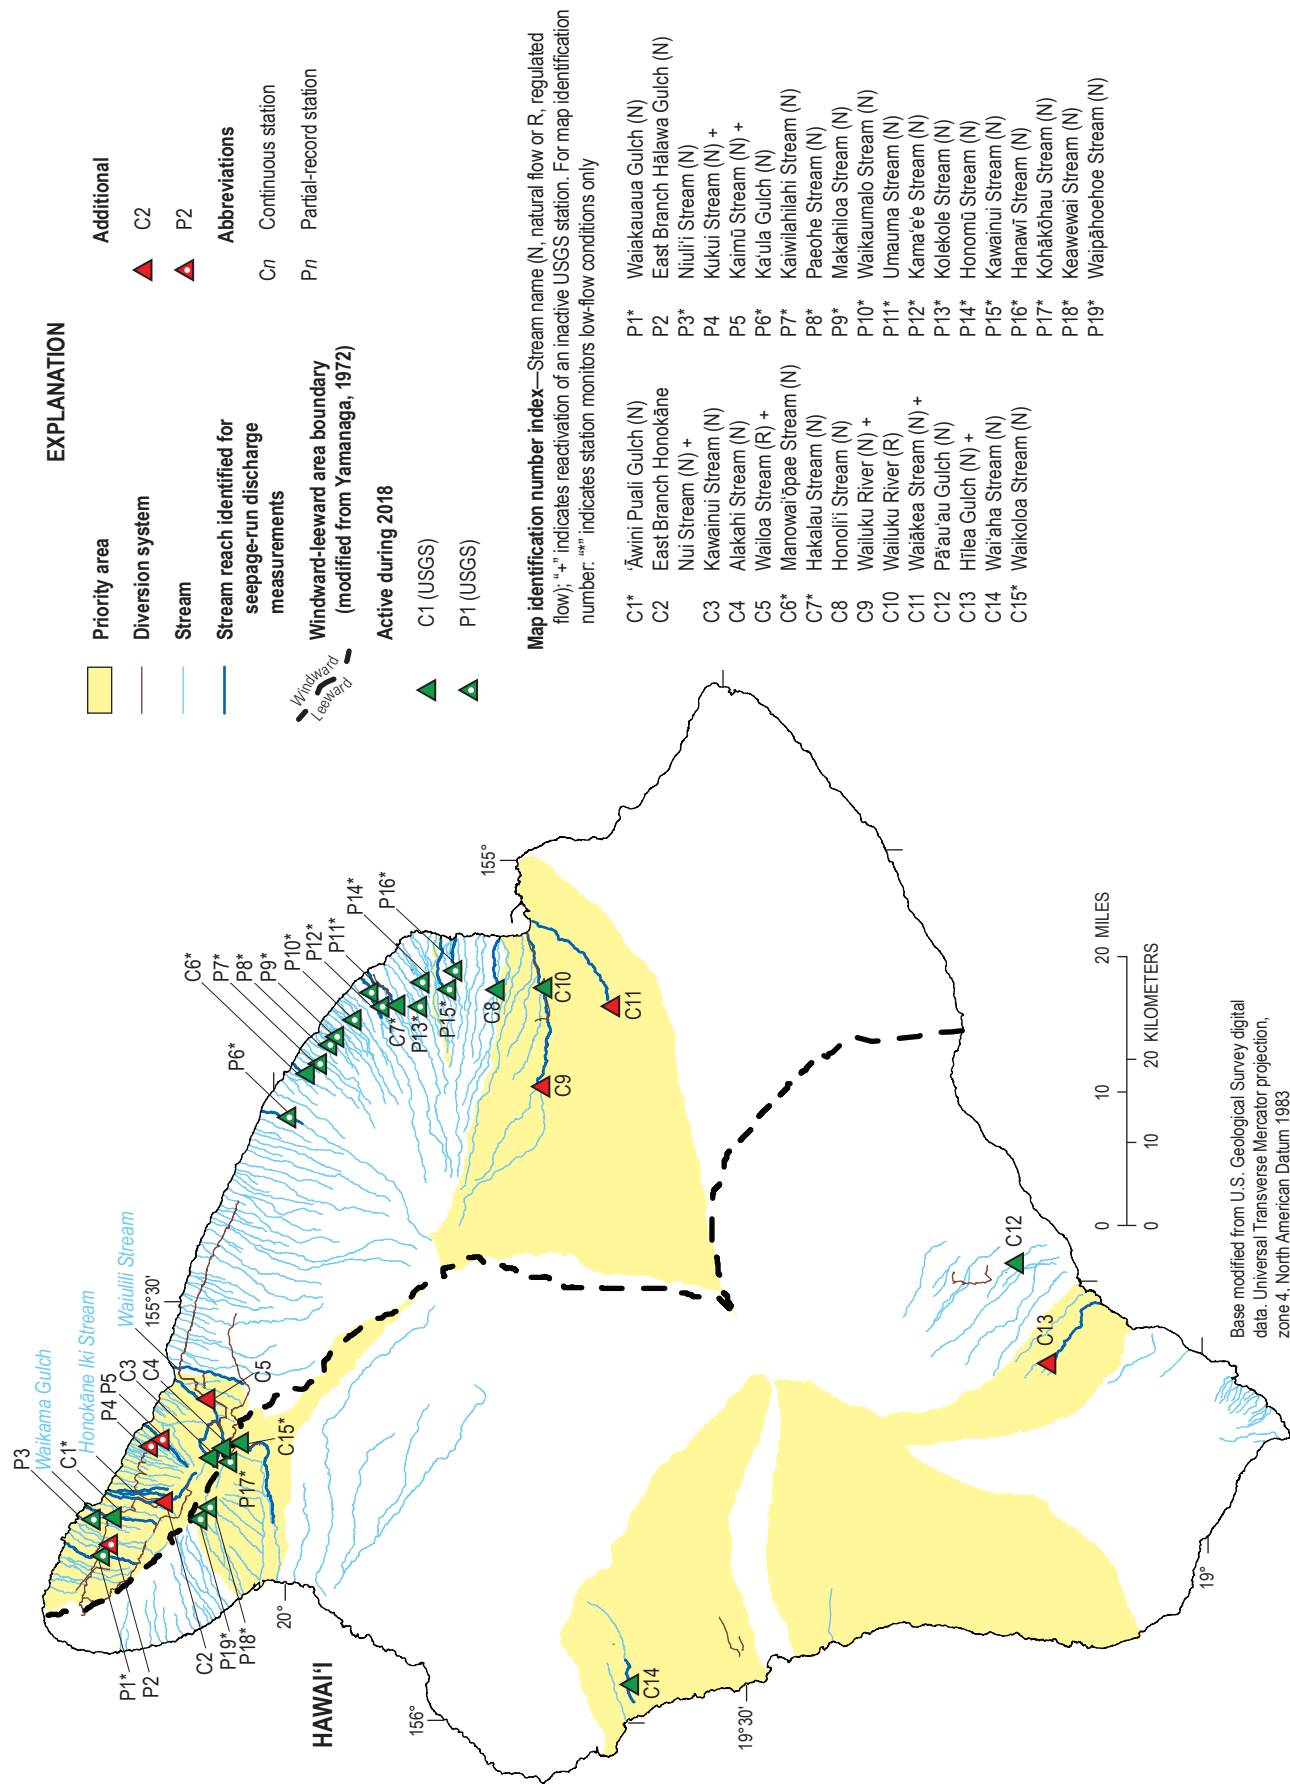 EXPLANATION
Priority area
Diversion system
Stream
Stream reach identified for
seepage-run discharge
measurements
Windward
Leeward
Windward-leeward area boundary
(modified from Yamanaga, 1972)
Active during 2018
C1 (USGS)
P1 (USGS)
Additional
C2
P2
Abbreviations
Cn Continuous station
Pn Partial-record station
Map identification number index—Stream name (N, natural flow or R, regulated
flow); “+” indicates reactivation of an inactive USGS station. For map identification
number: “*” indicates station monitors low-flow conditions only
C1* ʻĀwini Puali Gulch (N)
C2 East Branch Honokāne
Nui Stream (N) +
C3 Kawainui Stream (N)
C4 Alakahi Stream (N)
C5 Wailoa Stream (R) +
C6* Manowaiʻōpae Stream (N)
C7* Hakalau Stream (N)
C8 Honoliʻi Stream (N)
C9 Wailuku River (N) +
C10 Wailuku River (R)
C11 Waiākea Stream (N) +
C12 Pāʻauʻau Gulch (N)
C13 Hīlea Gulch (N) +
C14 Waiʻaha Stream (N)
C15* Waikoloa Stream (N)
P1* Waiakauaua Gulch (N)
P2 East Branch Hālawa Gulch (N)
P3* Niuliʻi Stream (N)
P4 Kukui Stream (N) +
P5 Kaimū Stream (N) +
P6* Kaʻula Gulch (N)
P7* Kaiwilahilahi Stream (N)
P8* Paeohe Stream (N)
P9* Makahiloa Stream (N)
P10* Waikaumalo Stream (N)
P11* Umauma Stream (N)
P12* Kamaʻeʻe Stream (N)
P13* Kolekole Stream (N)
P14* Honomū Stream (N)
P15* Kawainui Stream (N)
P16* Hanawī Stream (N)
P17* Kohākōhau Stream (N)
P18* Keawewai Stream (N)
P19* Waipāhoehoe Stream (N)
P3
Waikama Gulch
C1*
Honokāne Iki Stream
P4
P5
C3
C4
Waiulili Stream
155°30'
C5
C15*
P17*
P1*
P2
C2
P19*
P18*
20°
HAWAIʻI
156°
P6*
C6*
P7*
P8*
P9*
P10*
P12*
P11*
P14*
P16*
C7*
P13*
P15*
C8
155°
C10
C9
C11
C12
C13
C14
19°30'
19°
0 10 20 MILES
0 10 20 KILOMETERS
Base modified from U.S. Geological Survey digital
data. Universal Transverse Mercator projection,
zone 4, North American Datum 1983